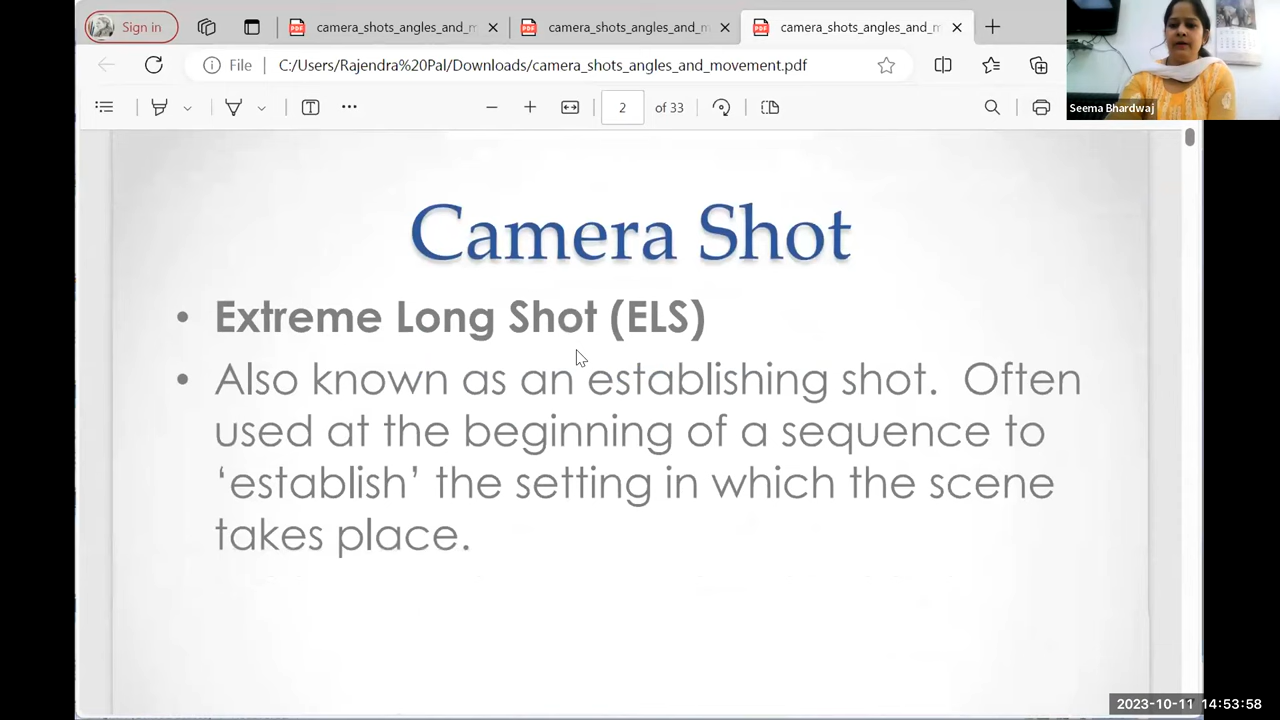 Sign in
camera_shots_angles_and_m
camera_shots_angles_and_m
camera_shots_angles_and_m
File
C:/Users/Rajendra%20Pal/Downloads/camera_shots_angles_and_movement.pdf
2 of 33
Seema Bhardwaj
Camera Shot
• Extreme Long Shot (ELS)
• Also known as an establishing shot.  Often
used at the beginning of a sequence to
‘establish’ the setting in which the scene
takes place.
2023-10-11 14:53:58